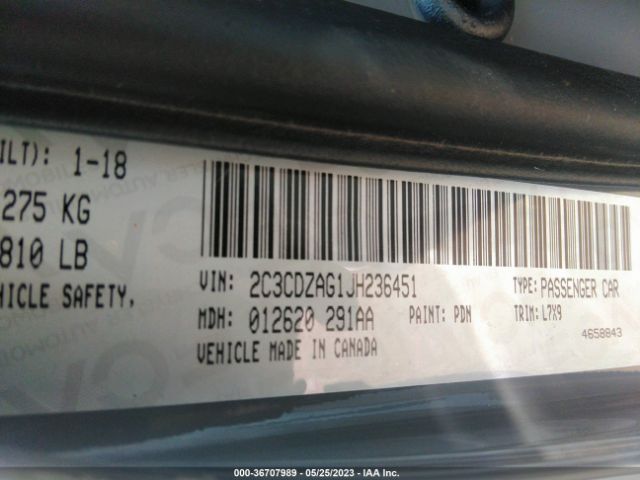 ILT): 1-18
275 KG
810 LB
HICLE SAFETY,
VIN: 2C3CDZAG1JH236451 TYPE: PASSENGER CAR
MDH: 012620 291AA PAINT: PDN TRIM: L7X9
VEHICLE MADE IN CANADA 4658843
000-36707989 - 05/25/2023 - IAA Inc.